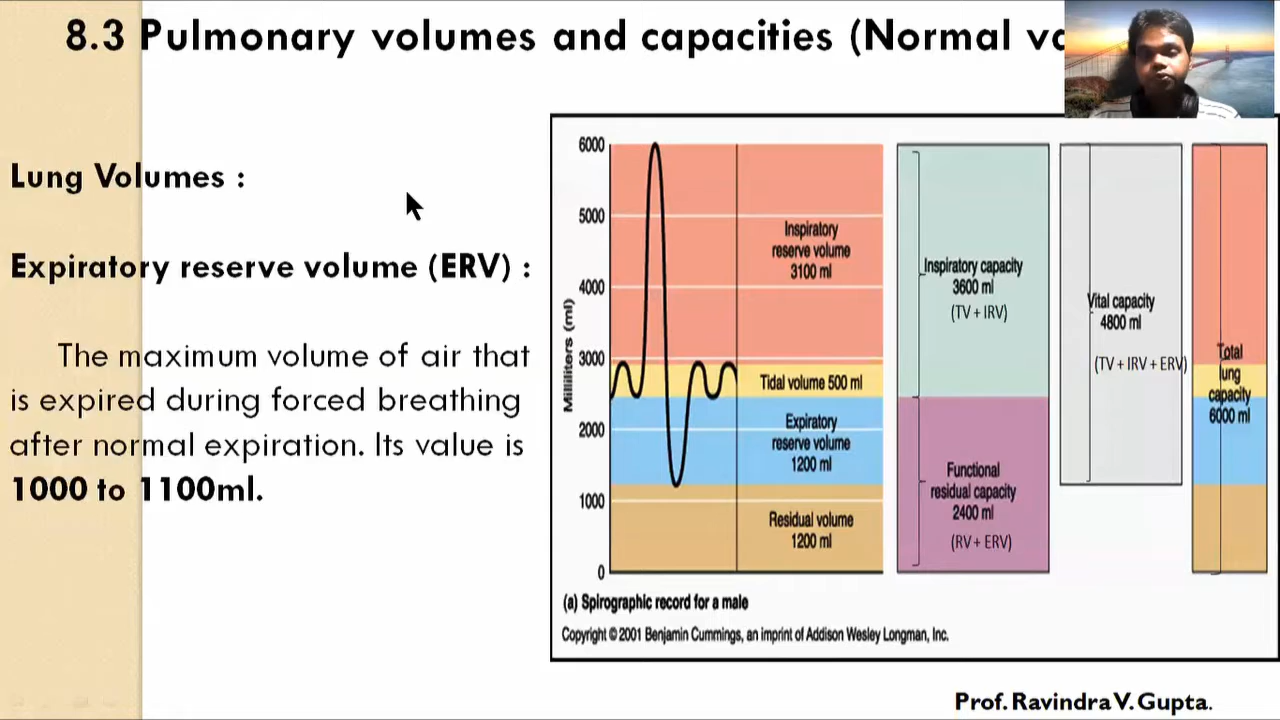 8.3 Pulmonary volumes and capacities (Normal
Lung Volumes :
Expiratory reserve volume (ERV) :
The maximum volume of air that
is expired during forced breathing
after normal expiration. Its value is
1000 to 1100ml.
Milliliters (ml)
6000
5000
4000
3000
2000
1000
0
Inspiratory
reserve volume
3100 ml
Tidal volume 500 ml
Expiratory
reserve volume
1200 ml
Residual volume
1200 ml
Inspiratory capacity
3600 ml
(TV + IRV)
Functional
residual capacity
2400 ml
(RV + ERV)
Vital capacity
4800 ml
(TV + IRV + ERV)
Total
lung
capacity
6000 ml
(a) Spirographic record for a male
Copyright © 2001 Benjamin Cummings, an imprint of Addison Wesley Longman, Inc.
Prof. Ravindra V. Gupta.